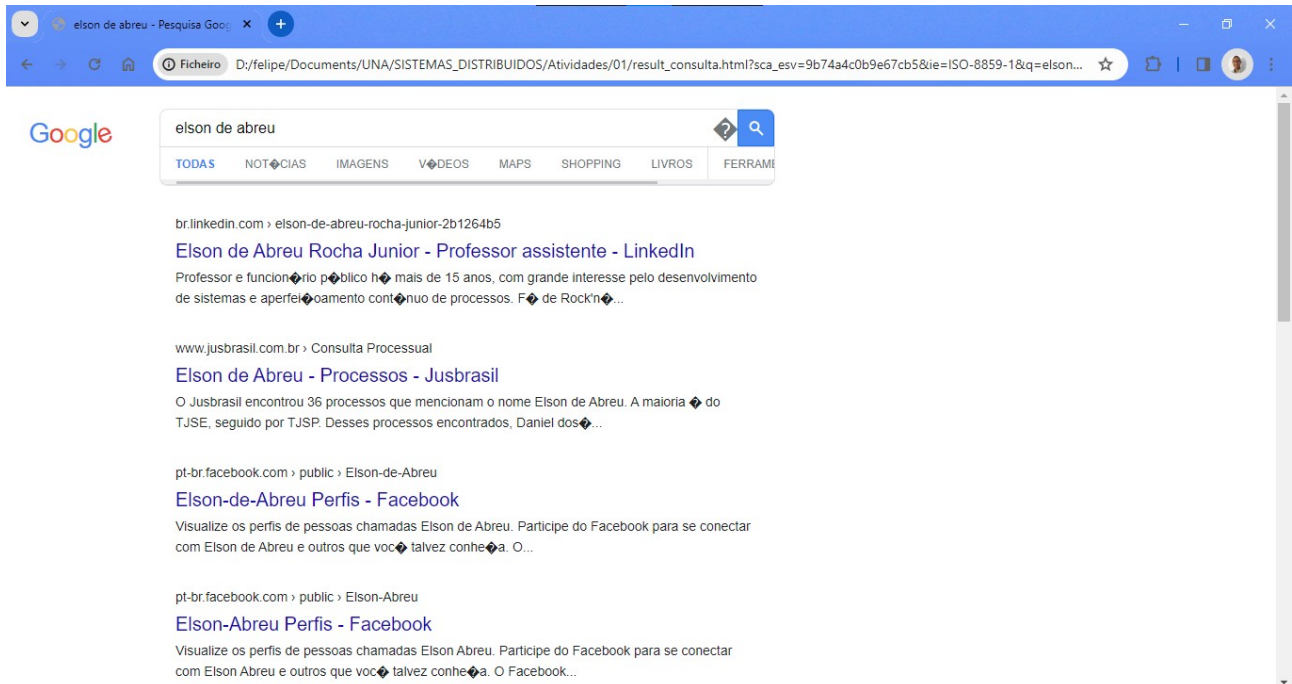 elson de abreu - Pesquisa Goog
Ficheiro D:/felipe/Documents/UNA/SISTEMAS_DISTRIBUIDOS/Atividades/01/result_consulta.html?sca_esv=9b74a4c0b9e67cb5&ie=ISO-8859-1&q=elson...
Google
elson de abreu �
TODAS NOT�CIAS IMAGENS V�DEOS MAPS SHOPPING LIVROS FERRAME
br.linkedin.com › elson-de-abreu-rocha-junior-2b1264b5
Elson de Abreu Rocha Junior - Professor assistente - LinkedIn
Professor e funcion�rio p�blico h� mais de 15 anos, com grande interesse pelo desenvolvimento
de sistemas e aperfei�oamento cont�nuo de processos. F� de Rock'n�...
www.jusbrasil.com.br › Consulta Processual
Elson de Abreu - Processos - Jusbrasil
O Jusbrasil encontrou 36 processos que mencionam o nome Elson de Abreu. A maioria � do
TJSE, seguido por TJSP. Desses processos encontrados, Daniel dos�...
pt-br.facebook.com › public › Elson-de-Abreu
Elson-de-Abreu Perfis - Facebook
Visualize os perfis de pessoas chamadas Elson de Abreu. Participe do Facebook para se conectar
com Elson de Abreu e outros que voc� talvez conhe�a. O...
pt-br.facebook.com › public › Elson-Abreu
Elson-Abreu Perfis - Facebook
Visualize os perfis de pessoas chamadas Elson Abreu. Participe do Facebook para se conectar
com Elson Abreu e outros que voc� talvez conhe�a. O Facebook...